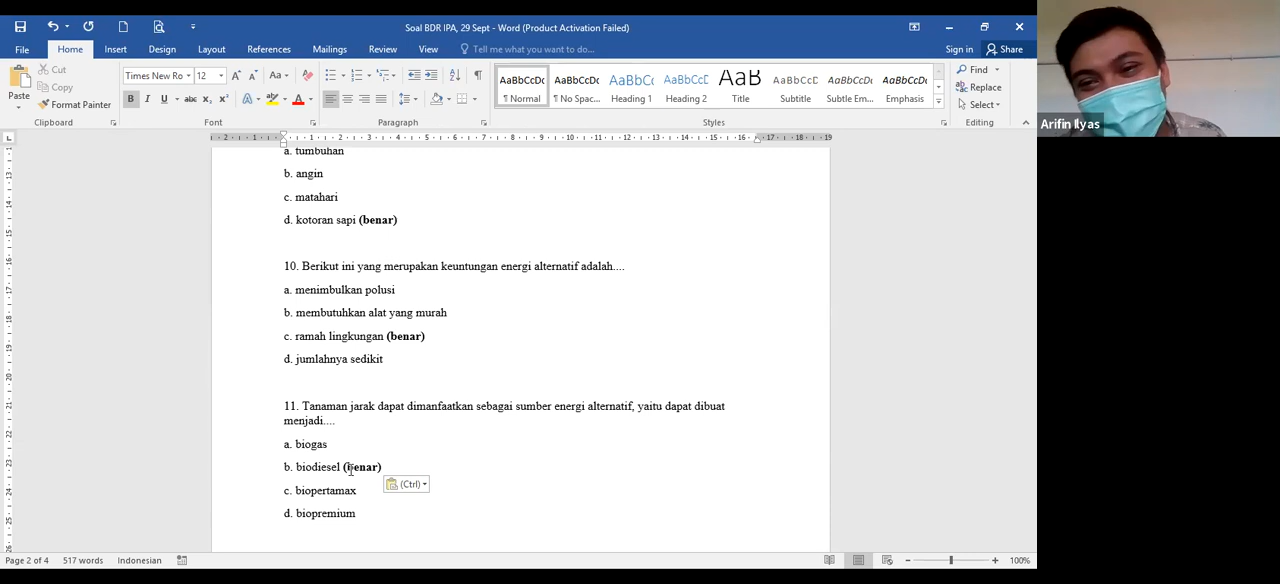 Soal BDR IPA, 29 Sept - Word (Product Activation Failed)
File Home Insert Design Layout References Mailings Review View Tell me what you want to do... Sign in Share
Paste Cut Copy Format Painter
Clipboard
Times New Ro 12
Font
Paragraph
AaBbCcDc AaBbCcDc AaBbCc AaBbCcD AaB AaBbCcD AaBbCcDc AaBbCcDc
¶ Normal ¶ No Spac... Heading 1 Heading 2 Title Subtitle Subtle Em... Emphasis
Styles
Find
Replace
Select
Editing
Arifin Ilyas
a. tumbuhan
b. angin
c. matahari
d. kotoran sapi (benar)
10. Berikut ini yang merupakan keuntungan energi alternatif adalah....
a. menimbulkan polusi
b. membutuhkan alat yang murah
c. ramah lingkungan (benar)
d. jumlahnya sedikit
11. Tanaman jarak dapat dimanfaatkan sebagai sumber energi alternatif, yaitu dapat dibuat
menjadi....
a. biogas
b. biodiesel (benar)
(Ctrl)
c. biopertamax
d. biopremium
Page 2 of 4 517 words Indonesian 100%